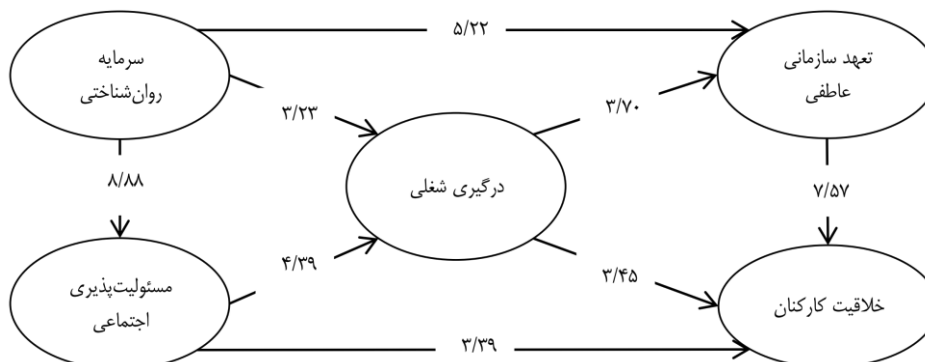 ۵/۲۲
سرمایه
روان‌شناختی
تعهد سازمانی
عاطفی
۳/۲۳
۳/۷۰
درگیری شغلی
۸/۸۸
۷/۵۷
۴/۳۹
۳/۴۵
مسئولیت‌پذیری
اجتماعی
خلاقیت کارکنان
۳/۳۹